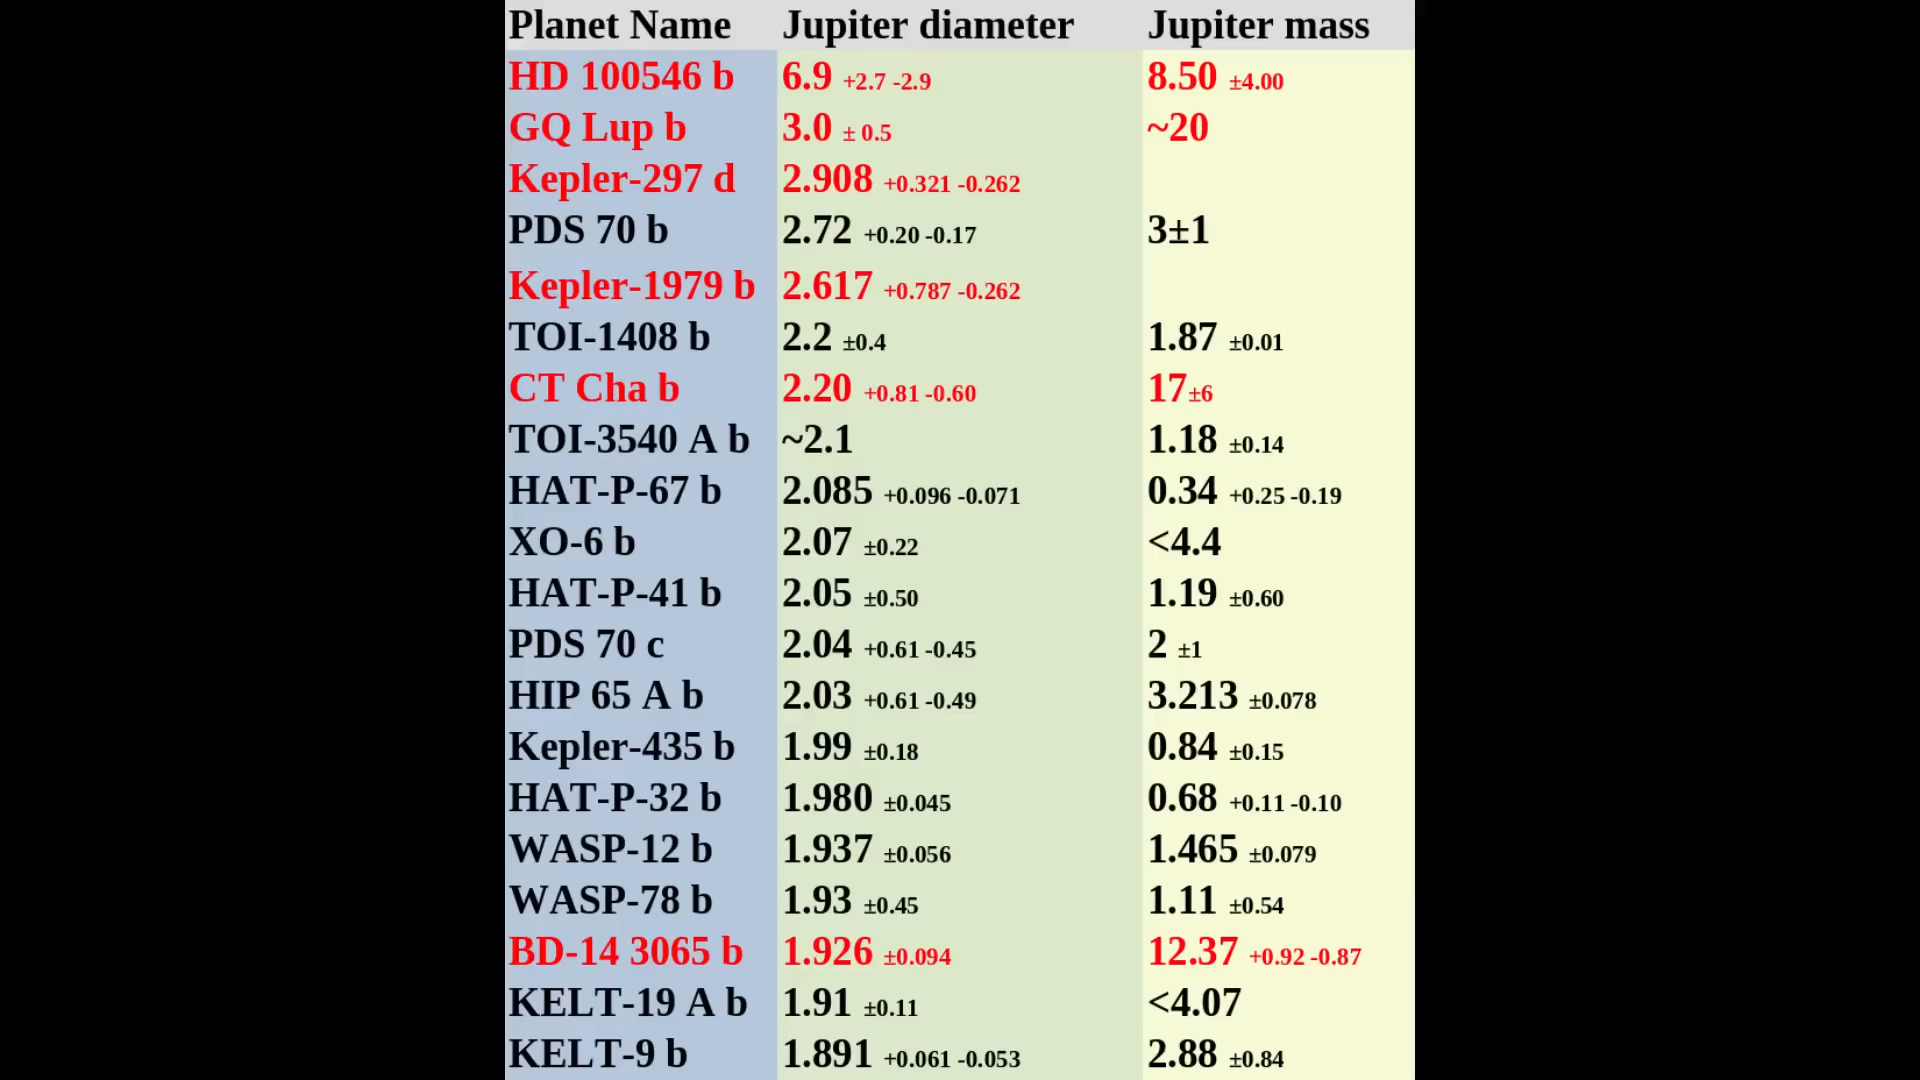 Planet Name Jupiter diameter Jupiter mass
HD 100546 b 6.9 +2.7 -2.9 8.50 ±4.00
GQ Lup b 3.0 ± 0.5 ~20
Kepler-297 d 2.908 +0.321 -0.262
PDS 70 b 2.72 +0.20 -0.17 3±1
Kepler-1979 b 2.617 +0.787 -0.262
TOI-1408 b 2.2 ±0.4 1.87 ±0.01
CT Cha b 2.20 +0.81 -0.60 17±6
TOI-3540 A b ~2.1 1.18 ±0.14
HAT-P-67 b 2.085 +0.096 -0.071 0.34 +0.25 -0.19
XO-6 b 2.07 ±0.22 <4.4
HAT-P-41 b 2.05 ±0.50 1.19 ±0.60
PDS 70 c 2.04 +0.61 -0.45 2 ±1
HIP 65 A b 2.03 +0.61 -0.49 3.213 ±0.078
Kepler-435 b 1.99 ±0.18 0.84 ±0.15
HAT-P-32 b 1.980 ±0.045 0.68 +0.11 -0.10
WASP-12 b 1.937 ±0.056 1.465 ±0.079
WASP-78 b 1.93 ±0.45 1.11 ±0.54
BD-14 3065 b 1.926 ±0.094 12.37 +0.92 -0.87
KELT-19 A b 1.91 ±0.11 <4.07
KELT-9 b 1.891 +0.061 -0.053 2.88 ±0.84